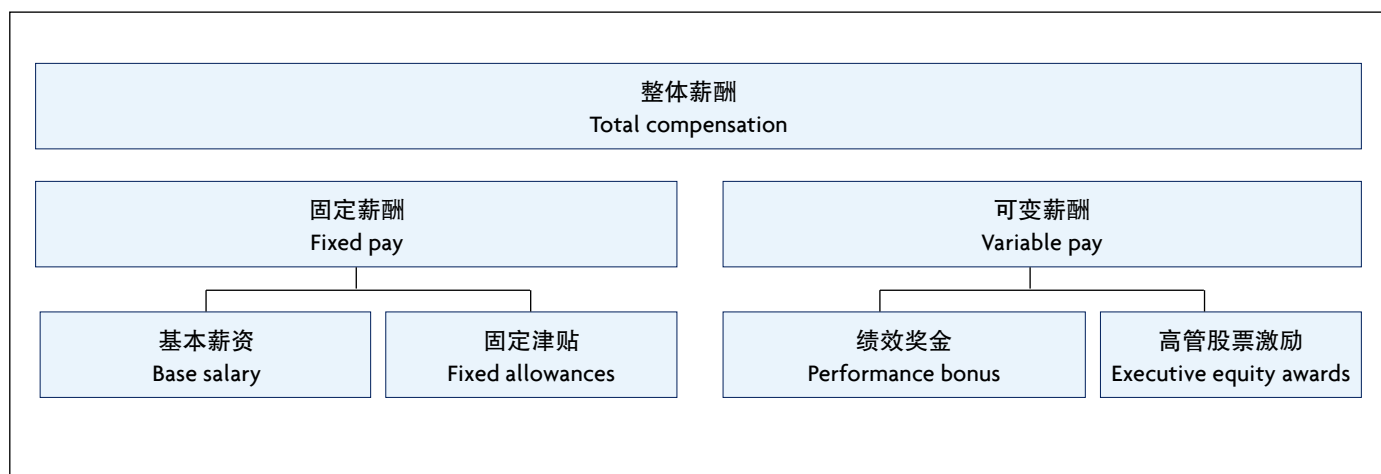 整体薪酬
Total compensation
固定薪酬
Fixed pay
可变薪酬
Variable pay
基本薪资
Base salary
固定津贴
Fixed allowances
绩效奖金
Performance bonus
高管股票激励
Executive equity awards